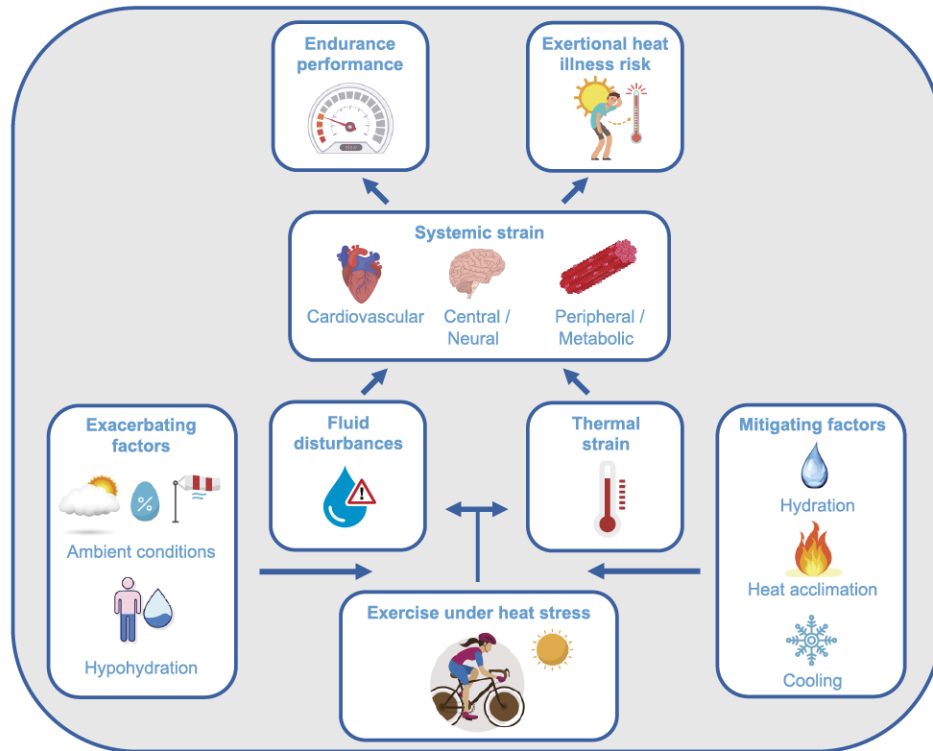 Endurance
performance
Exertional heat
illness risk
Systemic strain
Cardiovascular
Central /
Neural
Peripheral /
Metabolic
Exacerbating
factors
%
Ambient conditions
Hypohydration
Fluid
disturbances
Thermal
strain
Mitigating factors
Hydration
Heat acclimation
Cooling
Exercise under heat stress